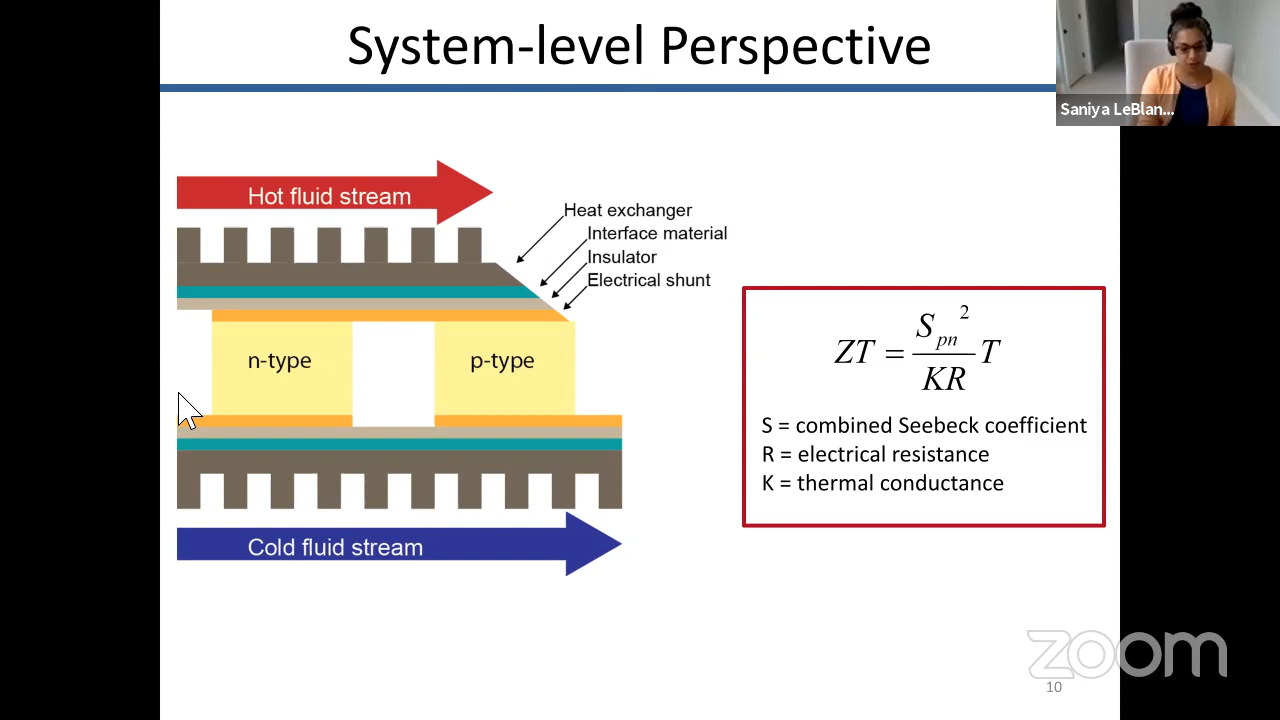 System-level Perspective
Saniya LeBlan...
Hot fluid stream
Heat exchanger
Interface material
Insulator
Electrical shunt
n-type
p-type
Cold fluid stream
ZT = S_pn^2 / KR T
S = combined Seebeck coefficient
R = electrical resistance
K = thermal conductance
zoom
10